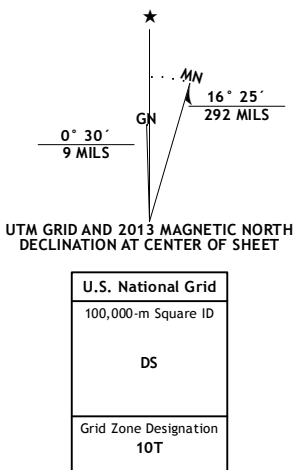 ★
MN
GN
16° 25´
292 MILS
0° 30´
9 MILS
UTM GRID AND 2013 MAGNETIC NORTH
DECLINATION AT CENTER OF SHEET
U.S. National Grid
100,000-m Square ID
DS
Grid Zone Designation
10T